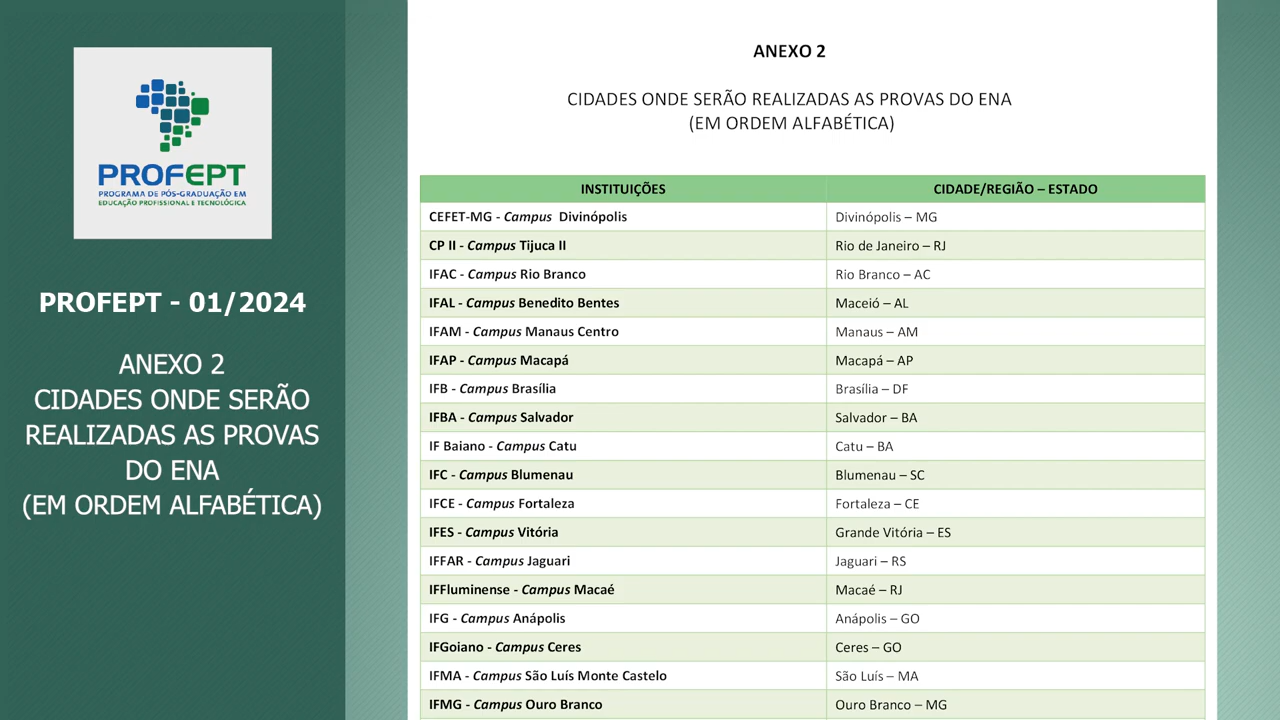 PROFEPT
PROGRAMA DE PÓS-GRADUAÇÃO EM
EDUCAÇÃO PROFISSIONAL E TECNOLÓGICA
PROFEPT - 01/2024
ANEXO 2
CIDADES ONDE SERÃO
REALIZADAS AS PROVAS
DO ENA
(EM ORDEM ALFABÉTICA)
ANEXO 2
CIDADES ONDE SERÃO REALIZADAS AS PROVAS DO ENA
(EM ORDEM ALFABÉTICA)
INSTITUIÇÕES CIDADE/REGIÃO – ESTADO
CEFET-MG - Campus Divinópolis Divinópolis – MG
CP II - Campus Tijuca II Rio de Janeiro – RJ
IFAC - Campus Rio Branco Rio Branco – AC
IFAL - Campus Benedito Bentes Maceió – AL
IFAM - Campus Manaus Centro Manaus – AM
IFAP - Campus Macapá Macapá – AP
IFB - Campus Brasília Brasília – DF
IFBA - Campus Salvador Salvador – BA
IF Baiano - Campus Catu Catu – BA
IFC - Campus Blumenau Blumenau – SC
IFCE - Campus Fortaleza Fortaleza – CE
IFES - Campus Vitória Grande Vitória – ES
IFFAR - Campus Jaguari Jaguari – RS
IFFluminense - Campus Macaé Macaé – RJ
IFG - Campus Anápolis Anápolis – GO
IFGoiano - Campus Ceres Ceres – GO
IFMA - Campus São Luís Monte Castelo São Luís – MA
IFMG - Campus Ouro Branco Ouro Branco – MG